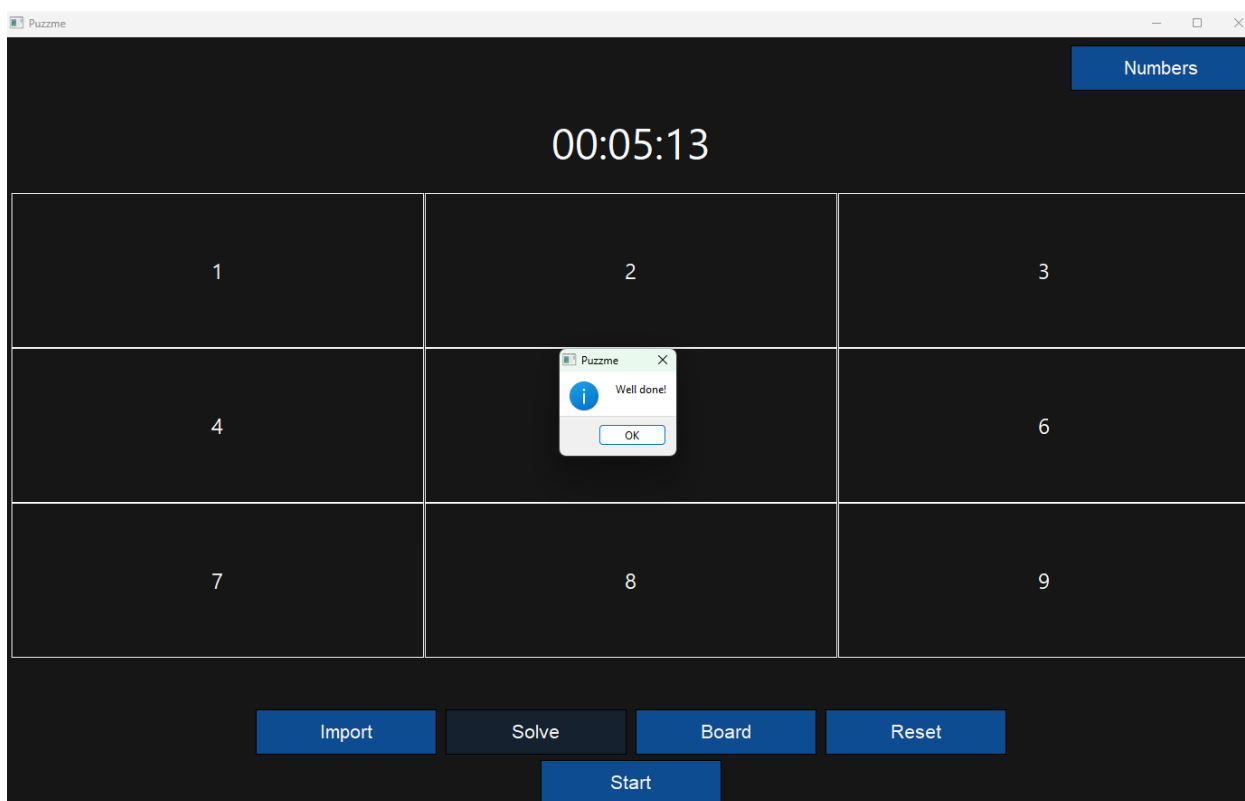 Puzzme
Numbers
00:05:13
1 2 3
Puzzme
Well done!
4 6
OK
7 8 9
Import Solve Board Reset
Start